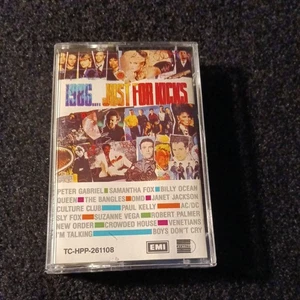 1986.... JUST FOR KICKS
PETER GABRIEL SAMANTHA FOX BILLY OCEAN
QUEEN THE BANGLES OMD JANET JACKSON
CULTURE CLUB PAUL KELLY AC/DC
SLY FOX SUZANNE VEGA ROBERT PALMER
NEW ORDER CROWDED HOUSE VENETIANS
I'M TALKING BOYS DON'T CRY
TC-HPP-261108 EMI